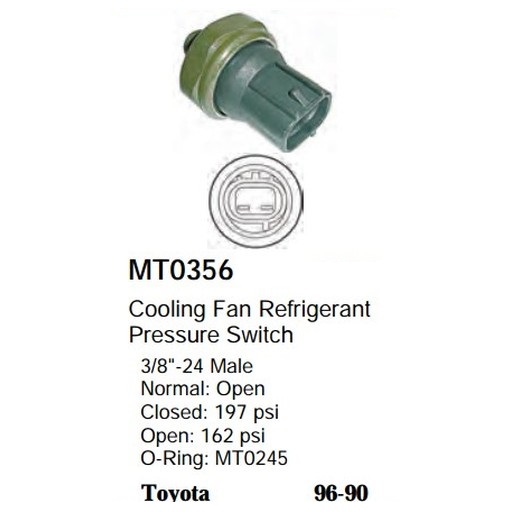 MT0356
Cooling Fan Refrigerant
Pressure Switch
3/8"-24 Male
Normal: Open
Closed: 197 psi
Open: 162 psi
O-Ring: MT0245
Toyota 96-90